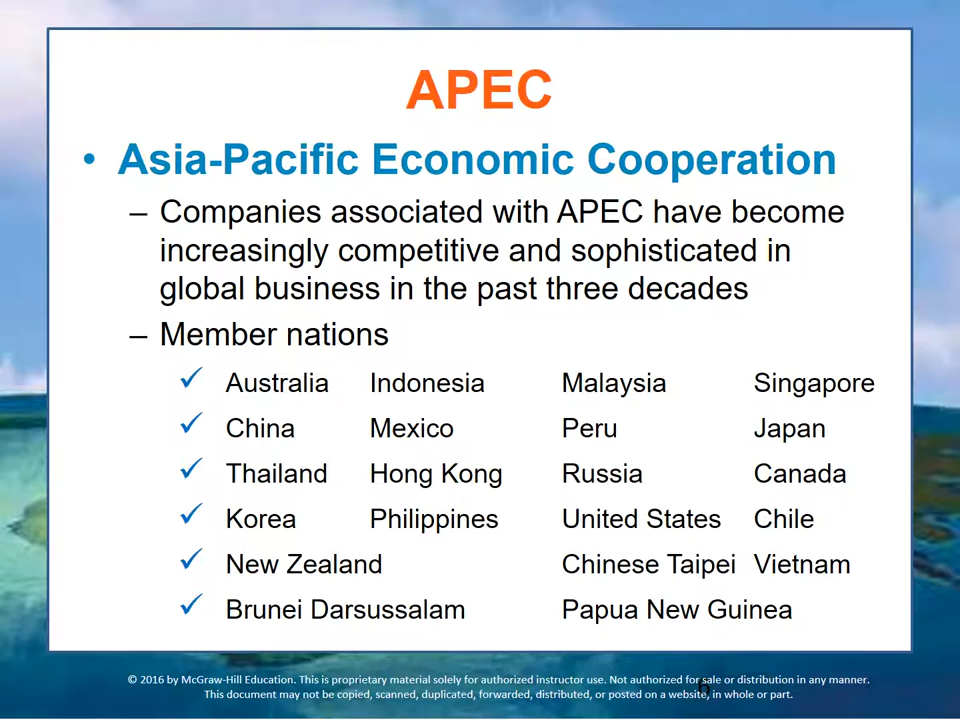 APEC
• Asia-Pacific Economic Cooperation
– Companies associated with APEC have become
increasingly competitive and sophisticated in
global business in the past three decades
– Member nations
✓ Australia Indonesia Malaysia Singapore
✓ China Mexico Peru Japan
✓ Thailand Hong Kong Russia Canada
✓ Korea Philippines United States Chile
✓ New Zealand Chinese Taipei Vietnam
✓ Brunei Darsussalam Papua New Guinea
© 2016 by McGraw-Hill Education. This is proprietary material solely for authorized instructor use. Not authorized for sale or distribution in any manner.
This document may not be copied, scanned, duplicated, forwarded, distributed, or posted on a website, in whole or part.
6